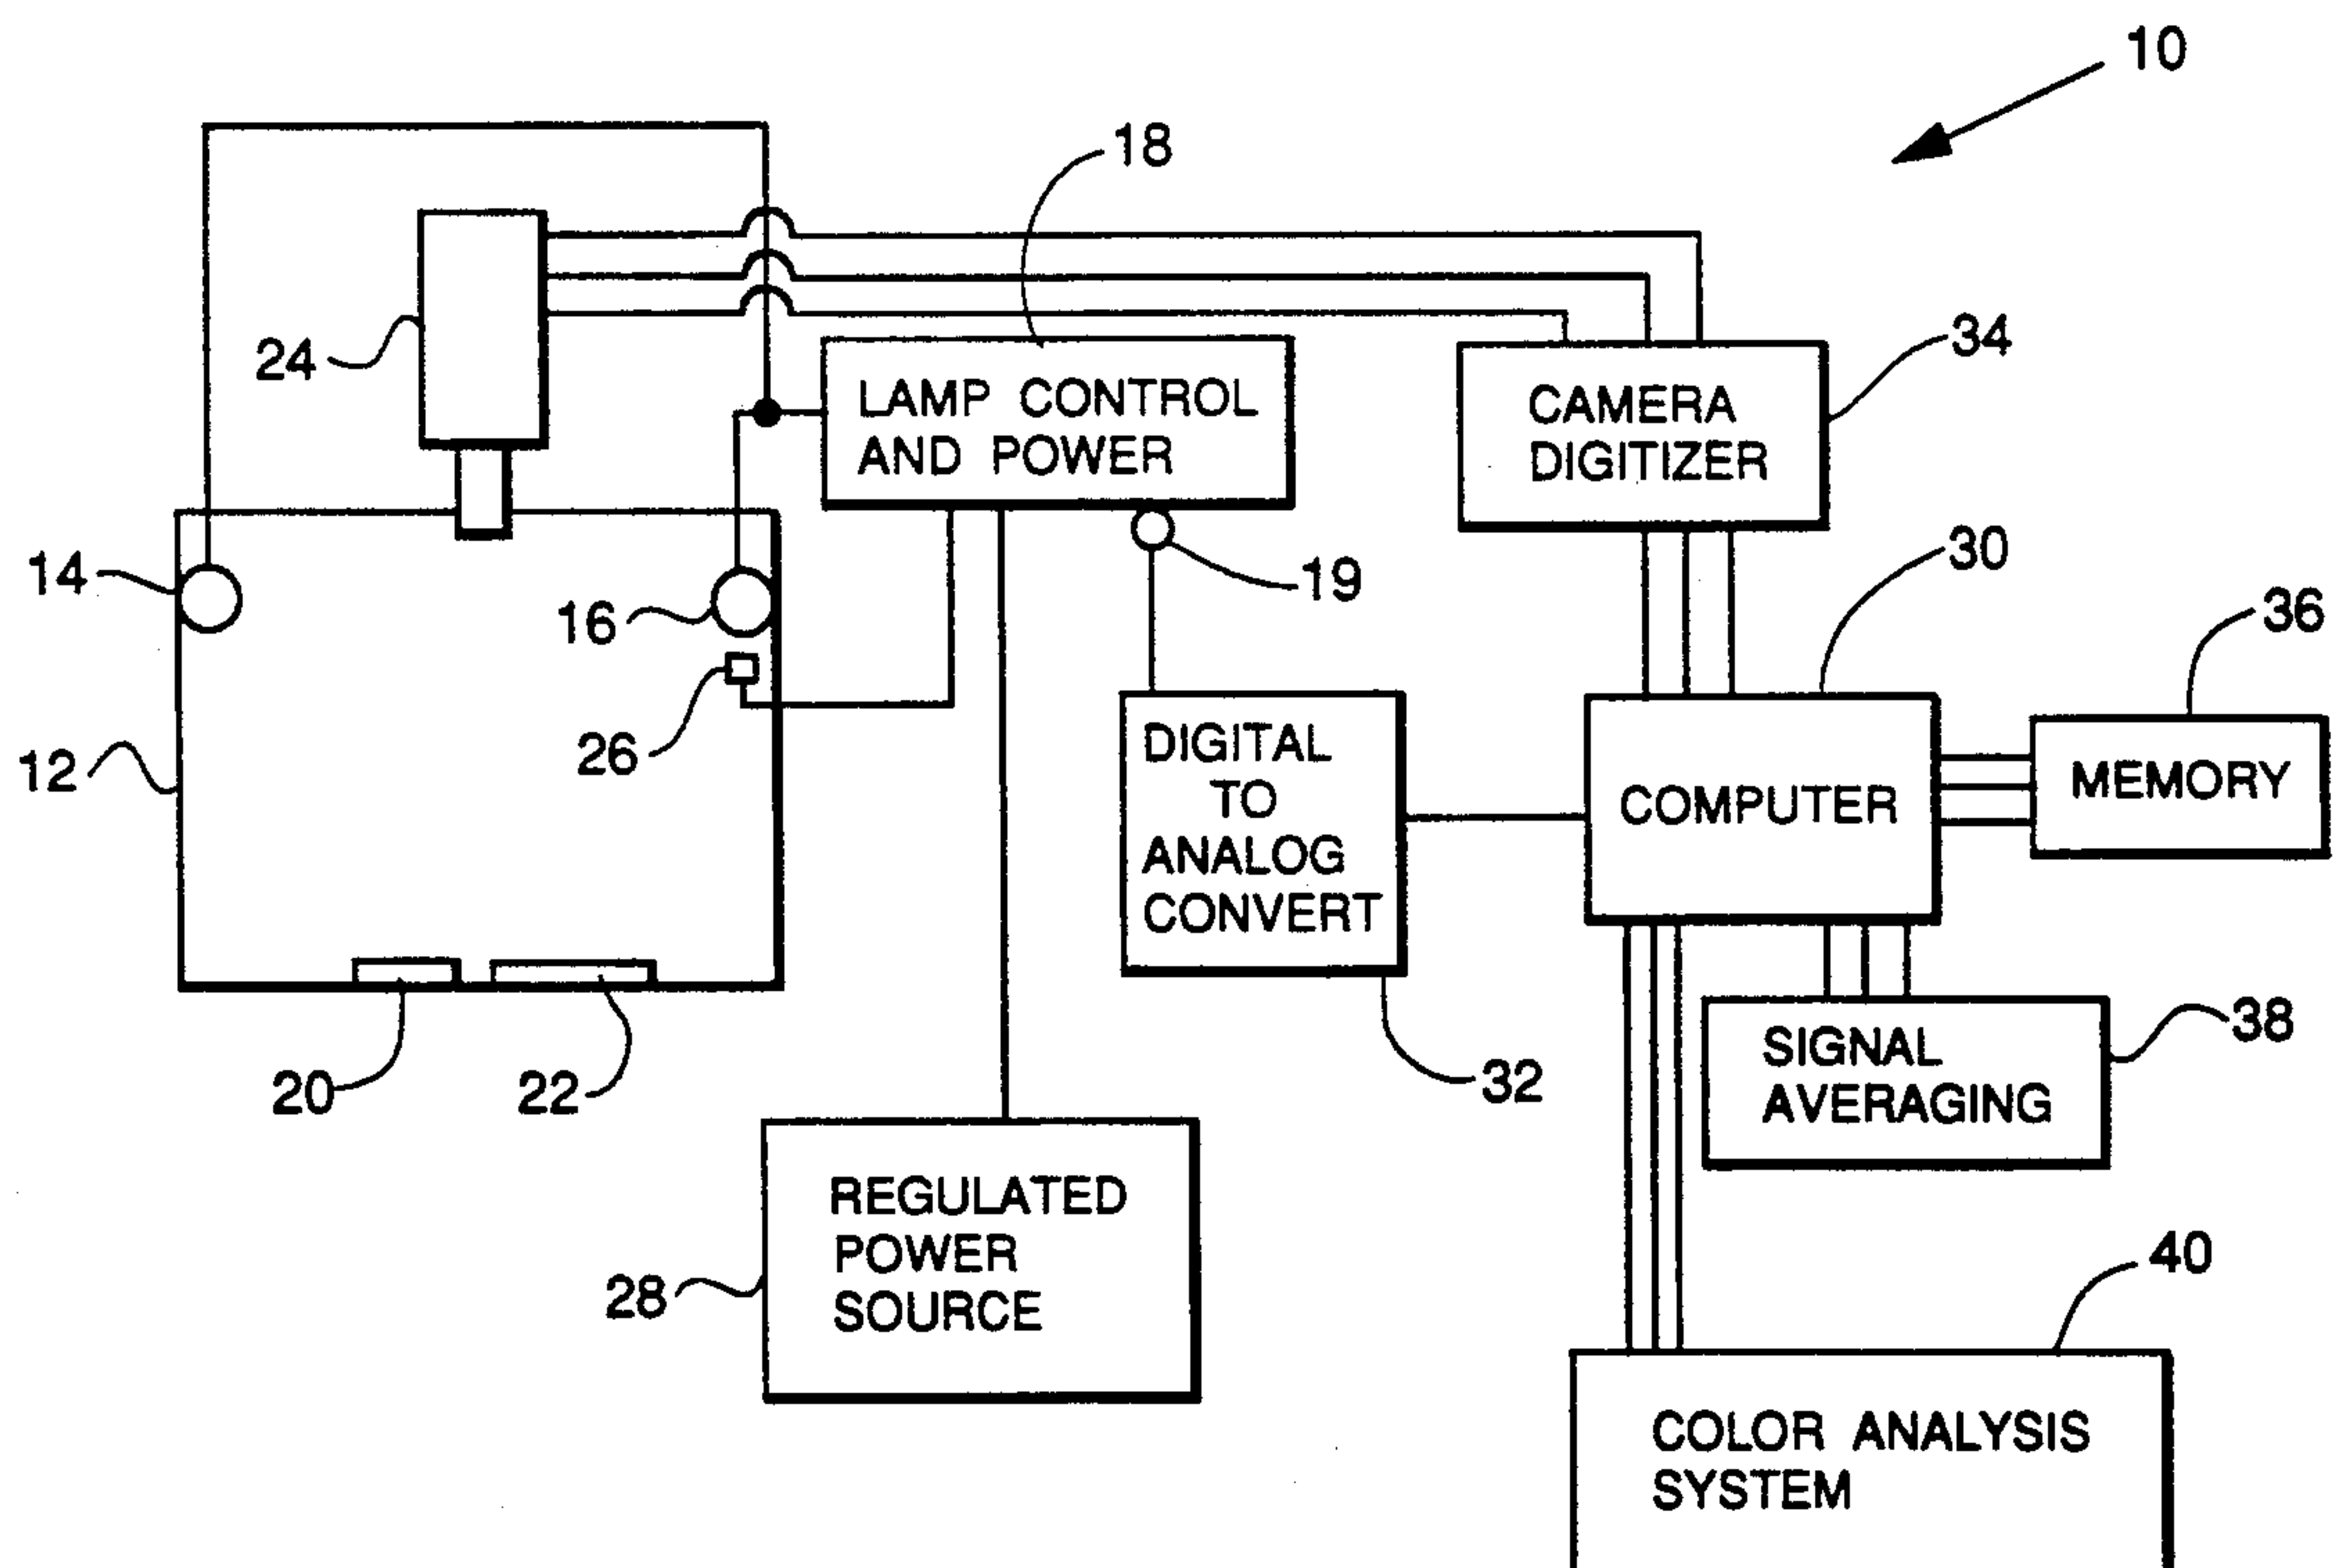 10
18
24
34
LAMP CONTROL
AND POWER
CAMERA
DIGITIZER
14
16
19
30
36
26
12
DIGITAL
TO
ANALOG
CONVERT
COMPUTER
MEMORY
20
22
32
SIGNAL
AVERAGING
38
REGULATED
POWER
SOURCE
28
40
COLOR ANALYSIS
SYSTEM